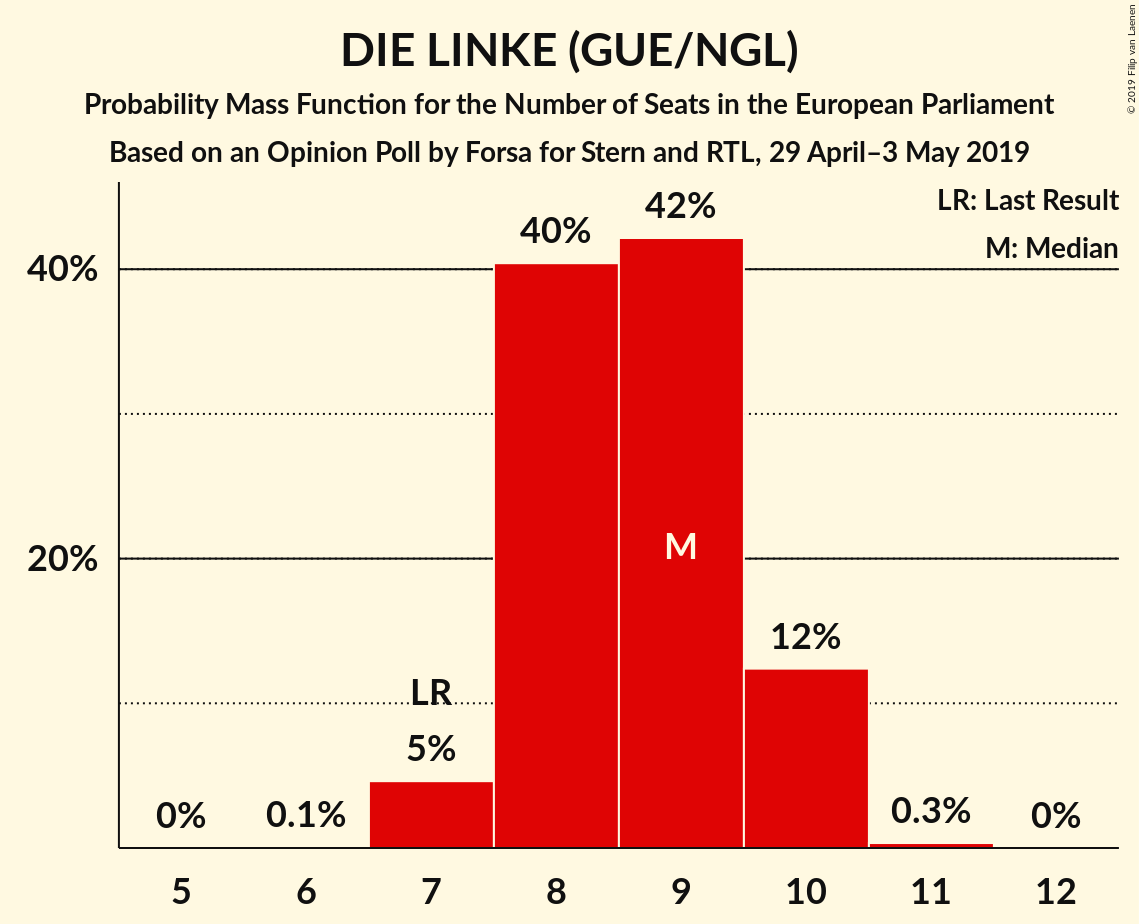 DIE LINKE (GUE/NGL)
Probability Mass Function for the Number of Seats in the European Parliament
Based on an Opinion Poll by Forsa for Stern and RTL, 29 April–3 May 2019
© 2019 Filip van Laenen
LR: Last Result
M: Median
40%
20%
0%
0.1%
LR
5%
40%
42%
M
12%
0.3%
0%
5 6 7 8 9 10 11 12